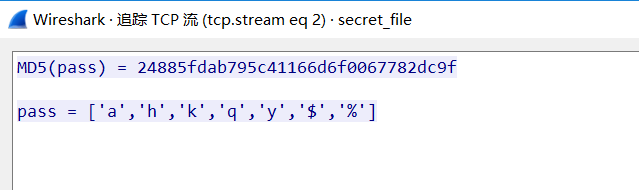 Wireshark · 追踪 TCP 流 (tcp.stream eq 2) · secret_file
MD5(pass) = 24885fdab795c41166d6f0067782dc9f
pass = ['a','h','k','q','y','$','%']